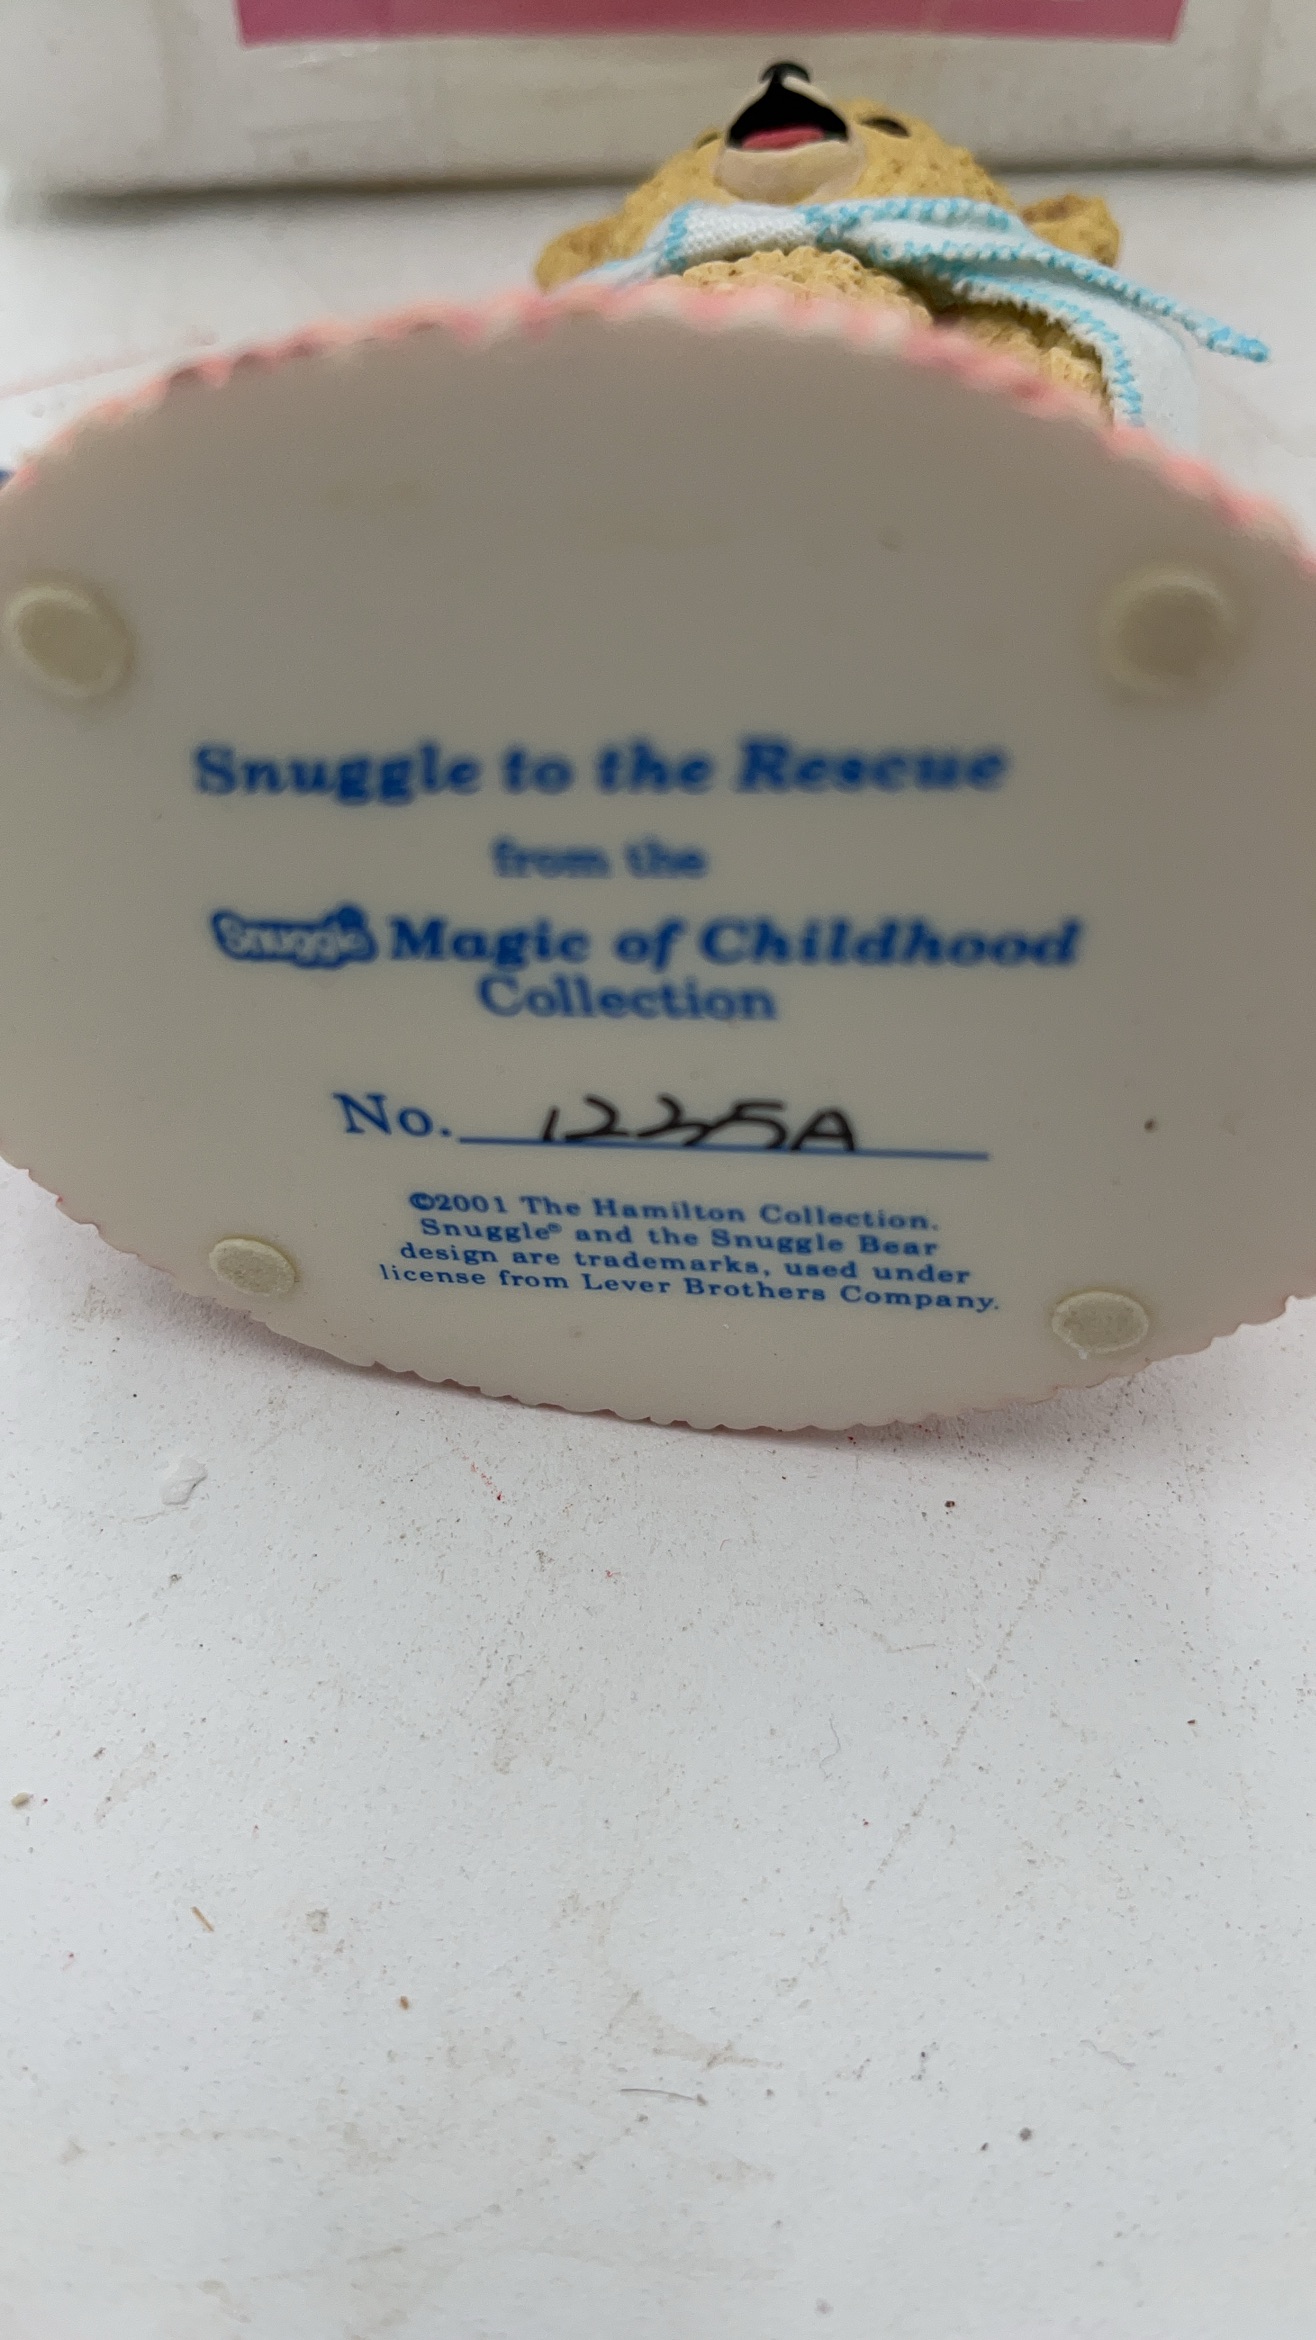 Snuggle to the Rescue
from the
Snuggle Magic of Childhood
Collection
No. 1225A
©2001 The Hamilton Collection.
Snuggle® and the Snuggle Bear
design are trademarks, used under
license from Lever Brothers Company.